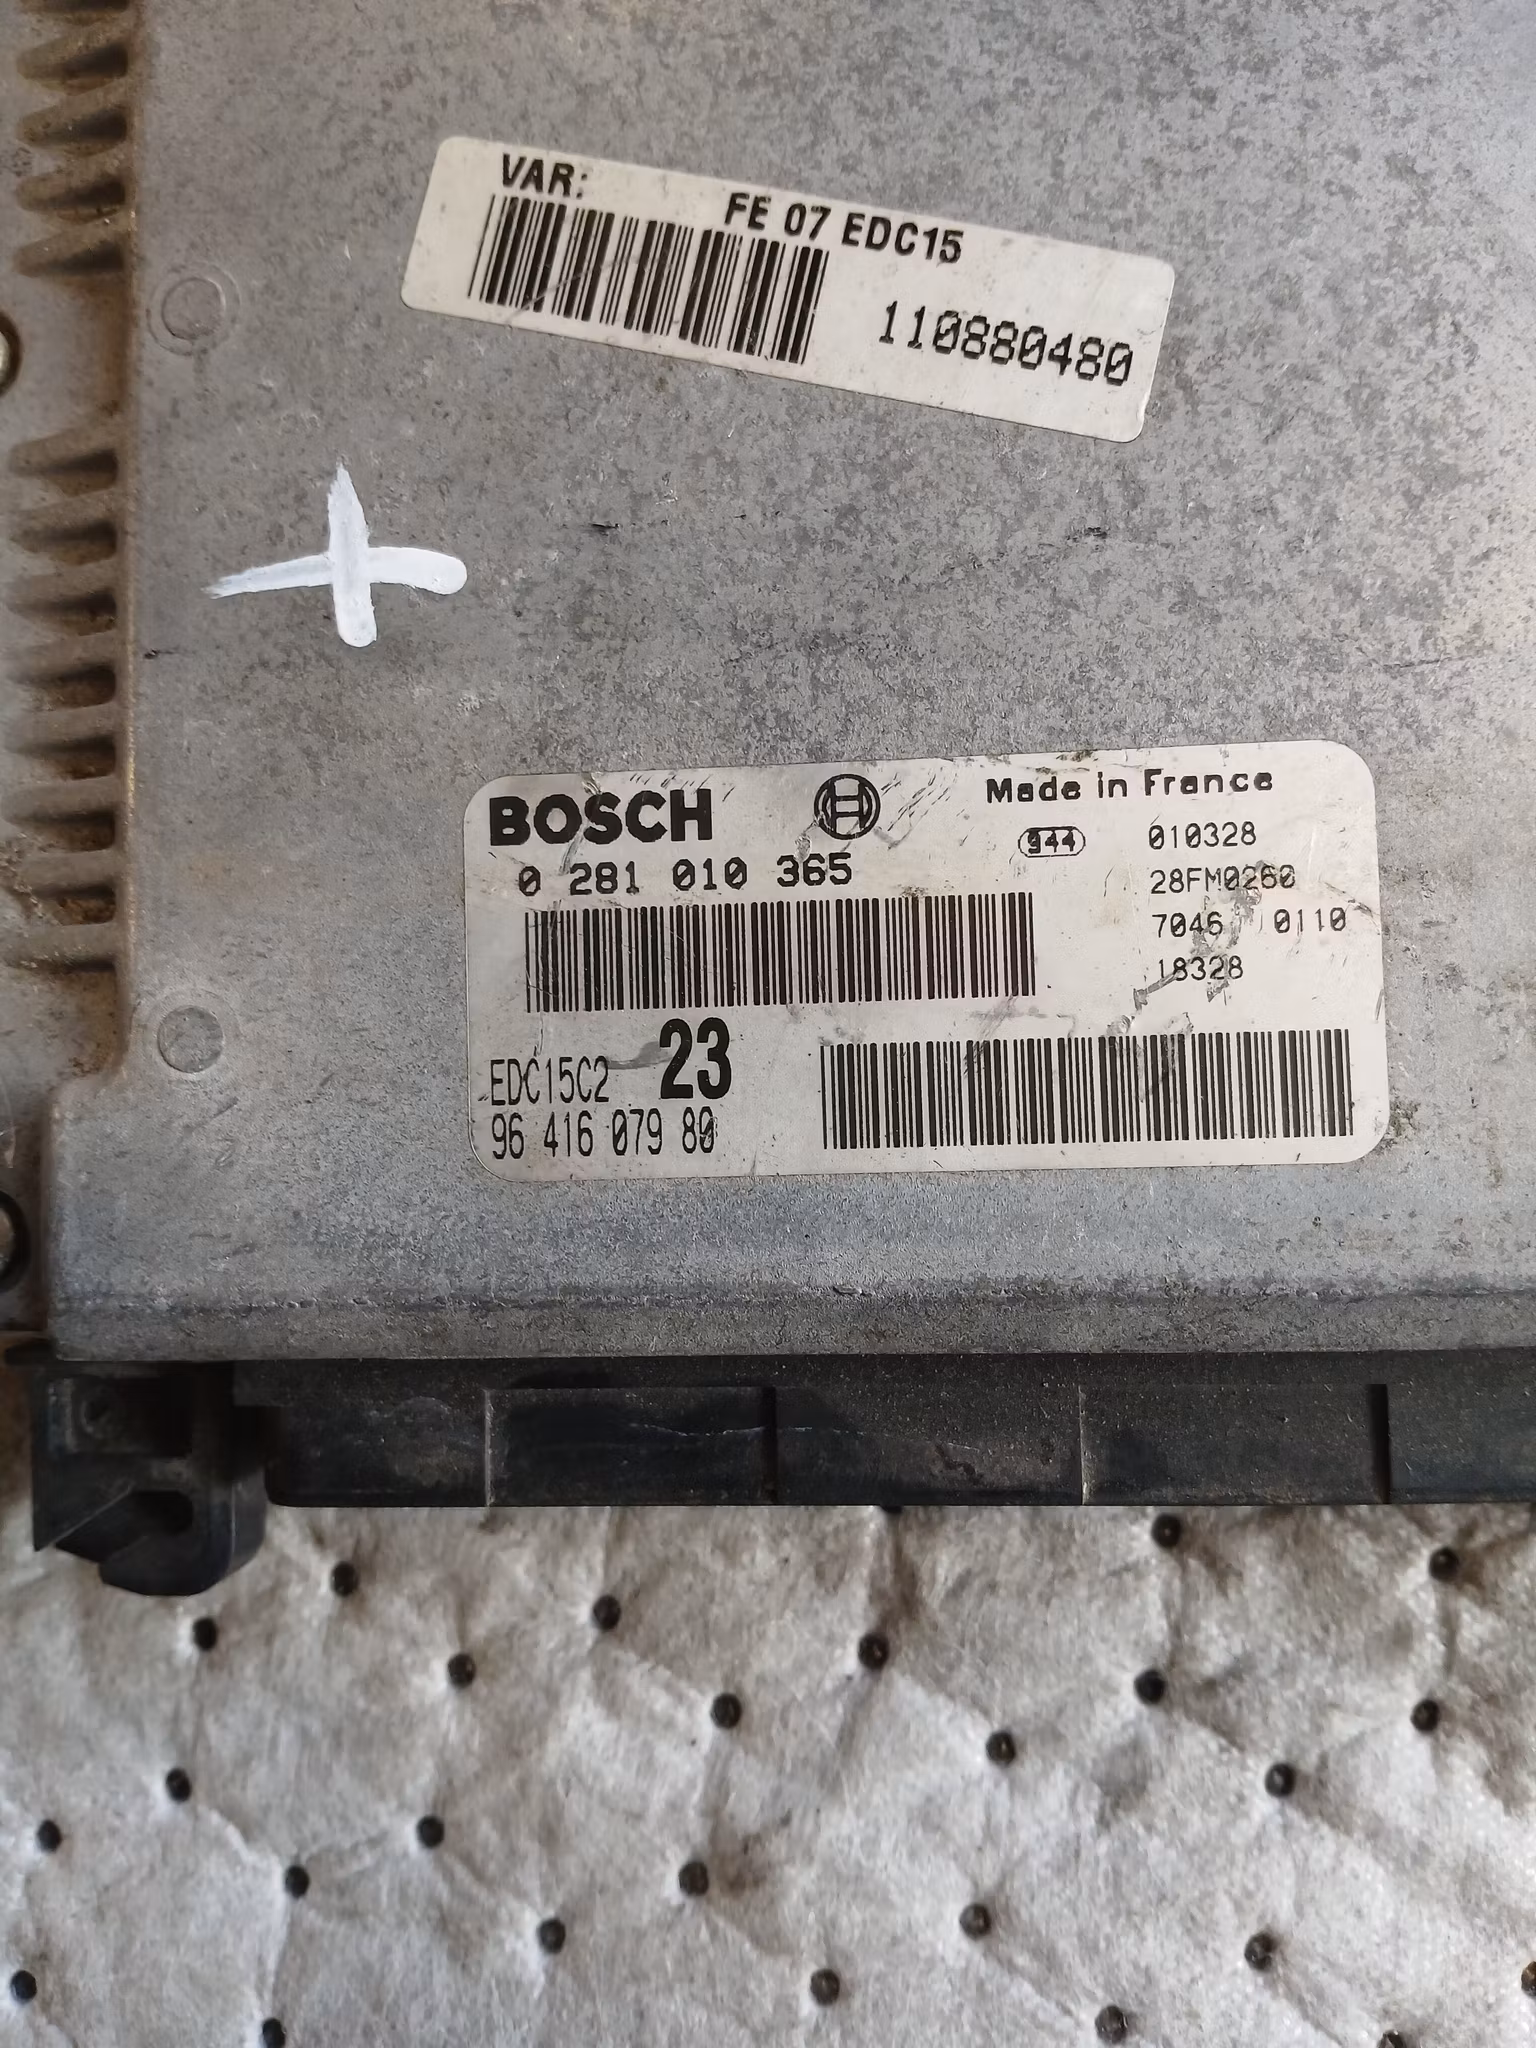 VAR:
FE 07 EDC15
110880480
BOSCH
Made in France
0 281 010 365
944
010328
28FM0260
7046 0110
18328
EDC15C2 23
96 416 079 80